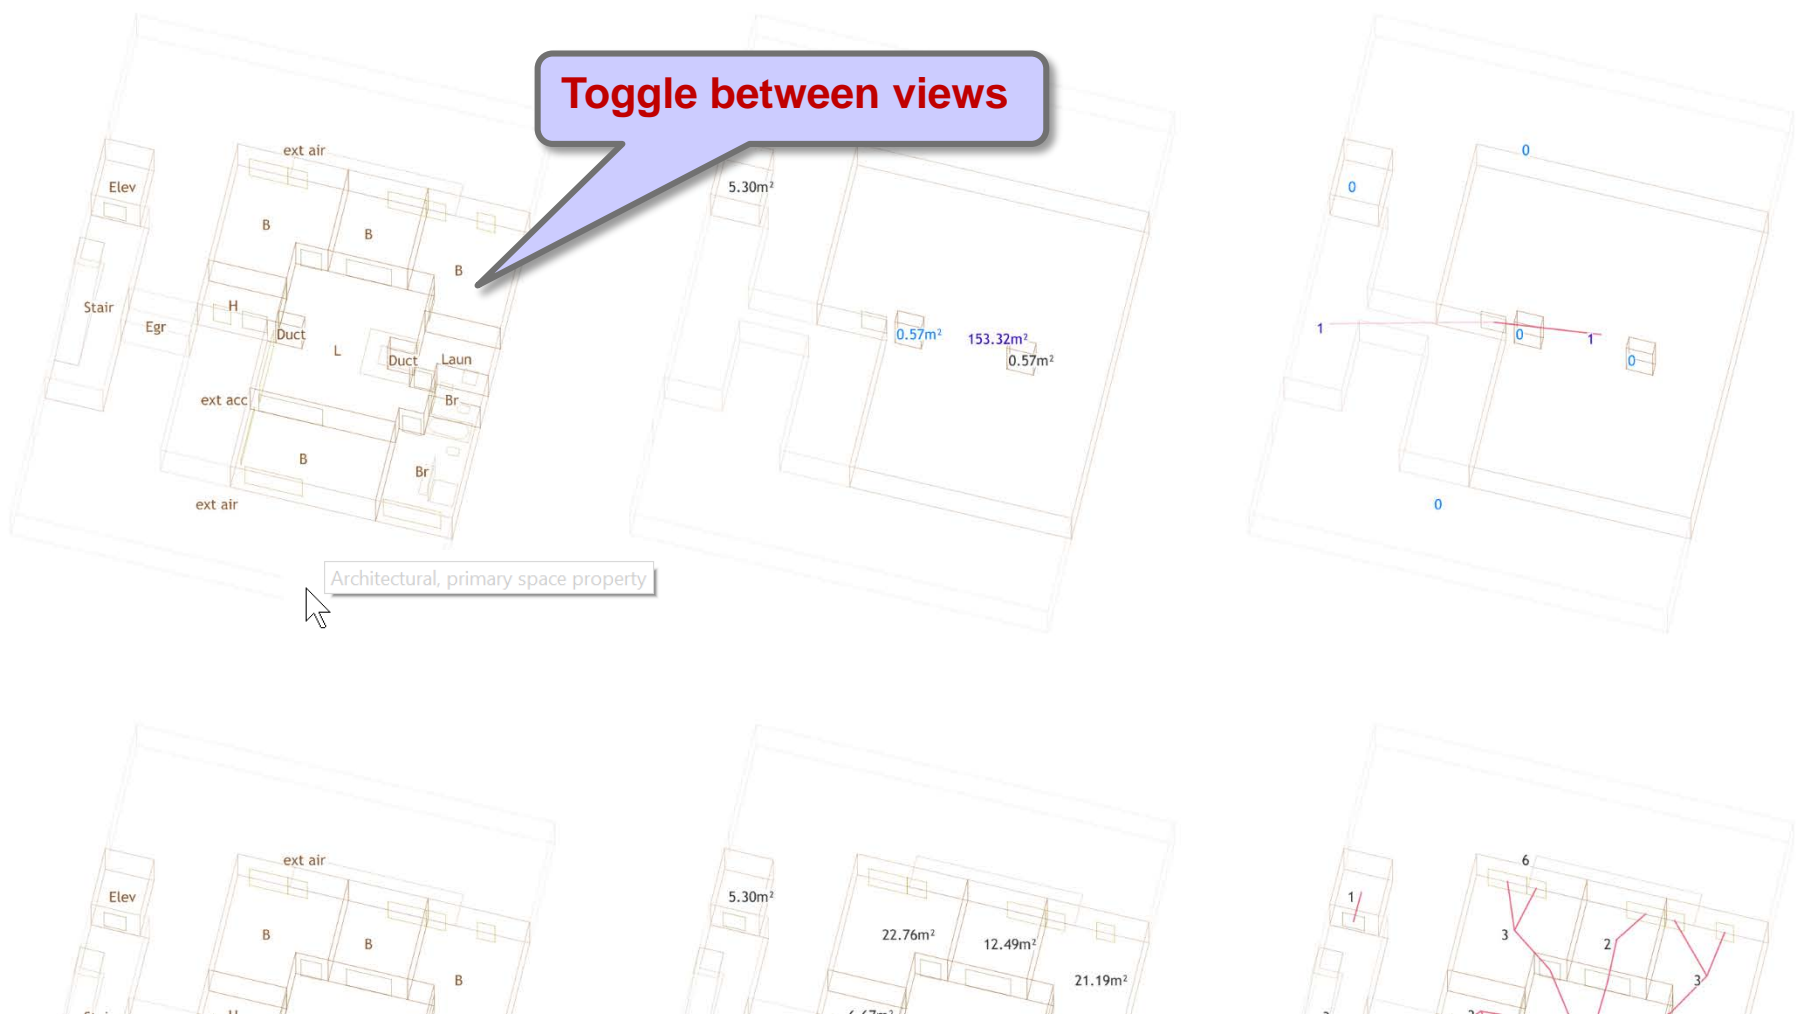 Toggle between views
ext air
0
Elev
5.30m²
0
B
B
B
Stair
H
Egr
Duct
L
Duct
Laun
0.57m²
153.32m²
0.57m²
1
0
1
0
ext acc
Br
B
Br
ext air
0
Architectural, primary space property
ext air
6
Elev
5.30m²
1
B
B
22.76m²
12.49m²
3
2
B
21.19m²
3